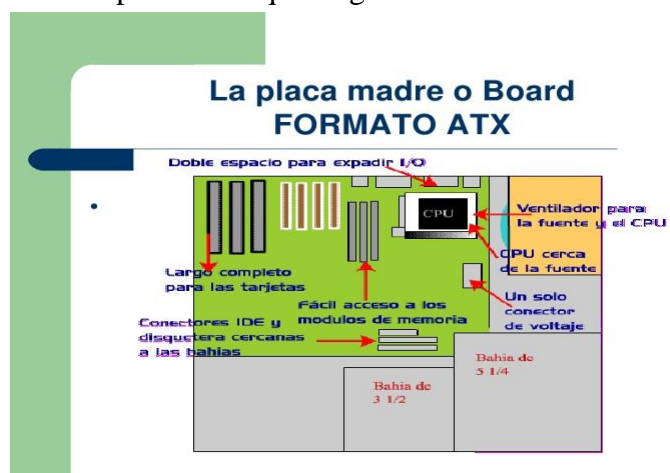 La placa madre o Board
FORMATO ATX
Doble espacio para expadir I/O
CPU
Ventilador para
la fuente y el CPU
CPU cerca
de la fuente
Largo completo
para las tarjetas
Fácil acceso a los
modulos de memoria
Un solo
conector
de voltaje
Conectores IDE y
disquetera cercanas
a las bahias
Bahia de
3 1/2
Bahia de
5 1/4